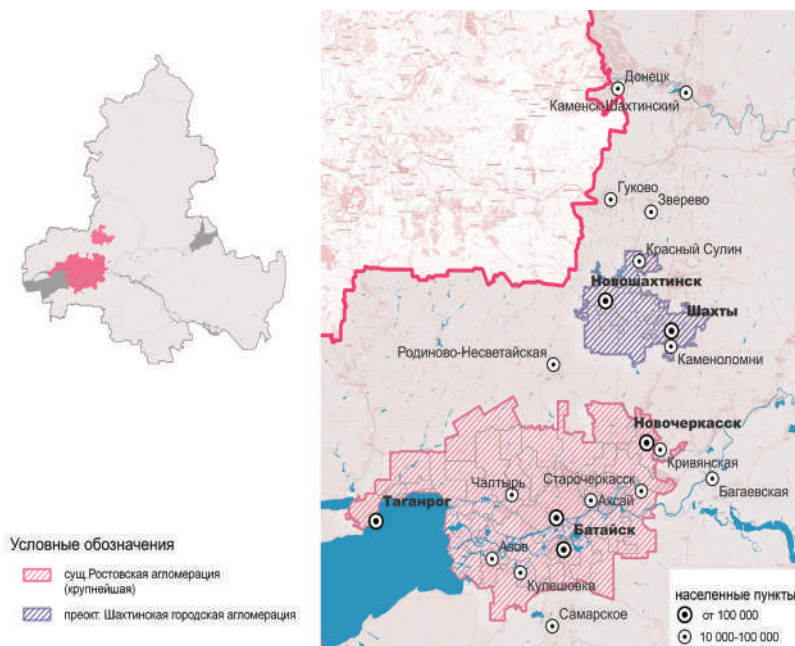 Донецк
Каменск-Шахтинский
Гуково
Зверево
Красный Сулин
Новошахтинск
Шахты
Родиново-Несветайская
Каменоломни
Новочеркасск
Кривянская
Чалтырь
Старочеркасск
Багаевская
Таганрог
Аксай
Батайск
Азов
Кулешовка
Самарское
Условные обозначения
сущ.Ростовская агломерация
(крупнейшая)
преокт. Шахтинская городская агломерация
населенные пункты
от 100 000
10 000-100 000